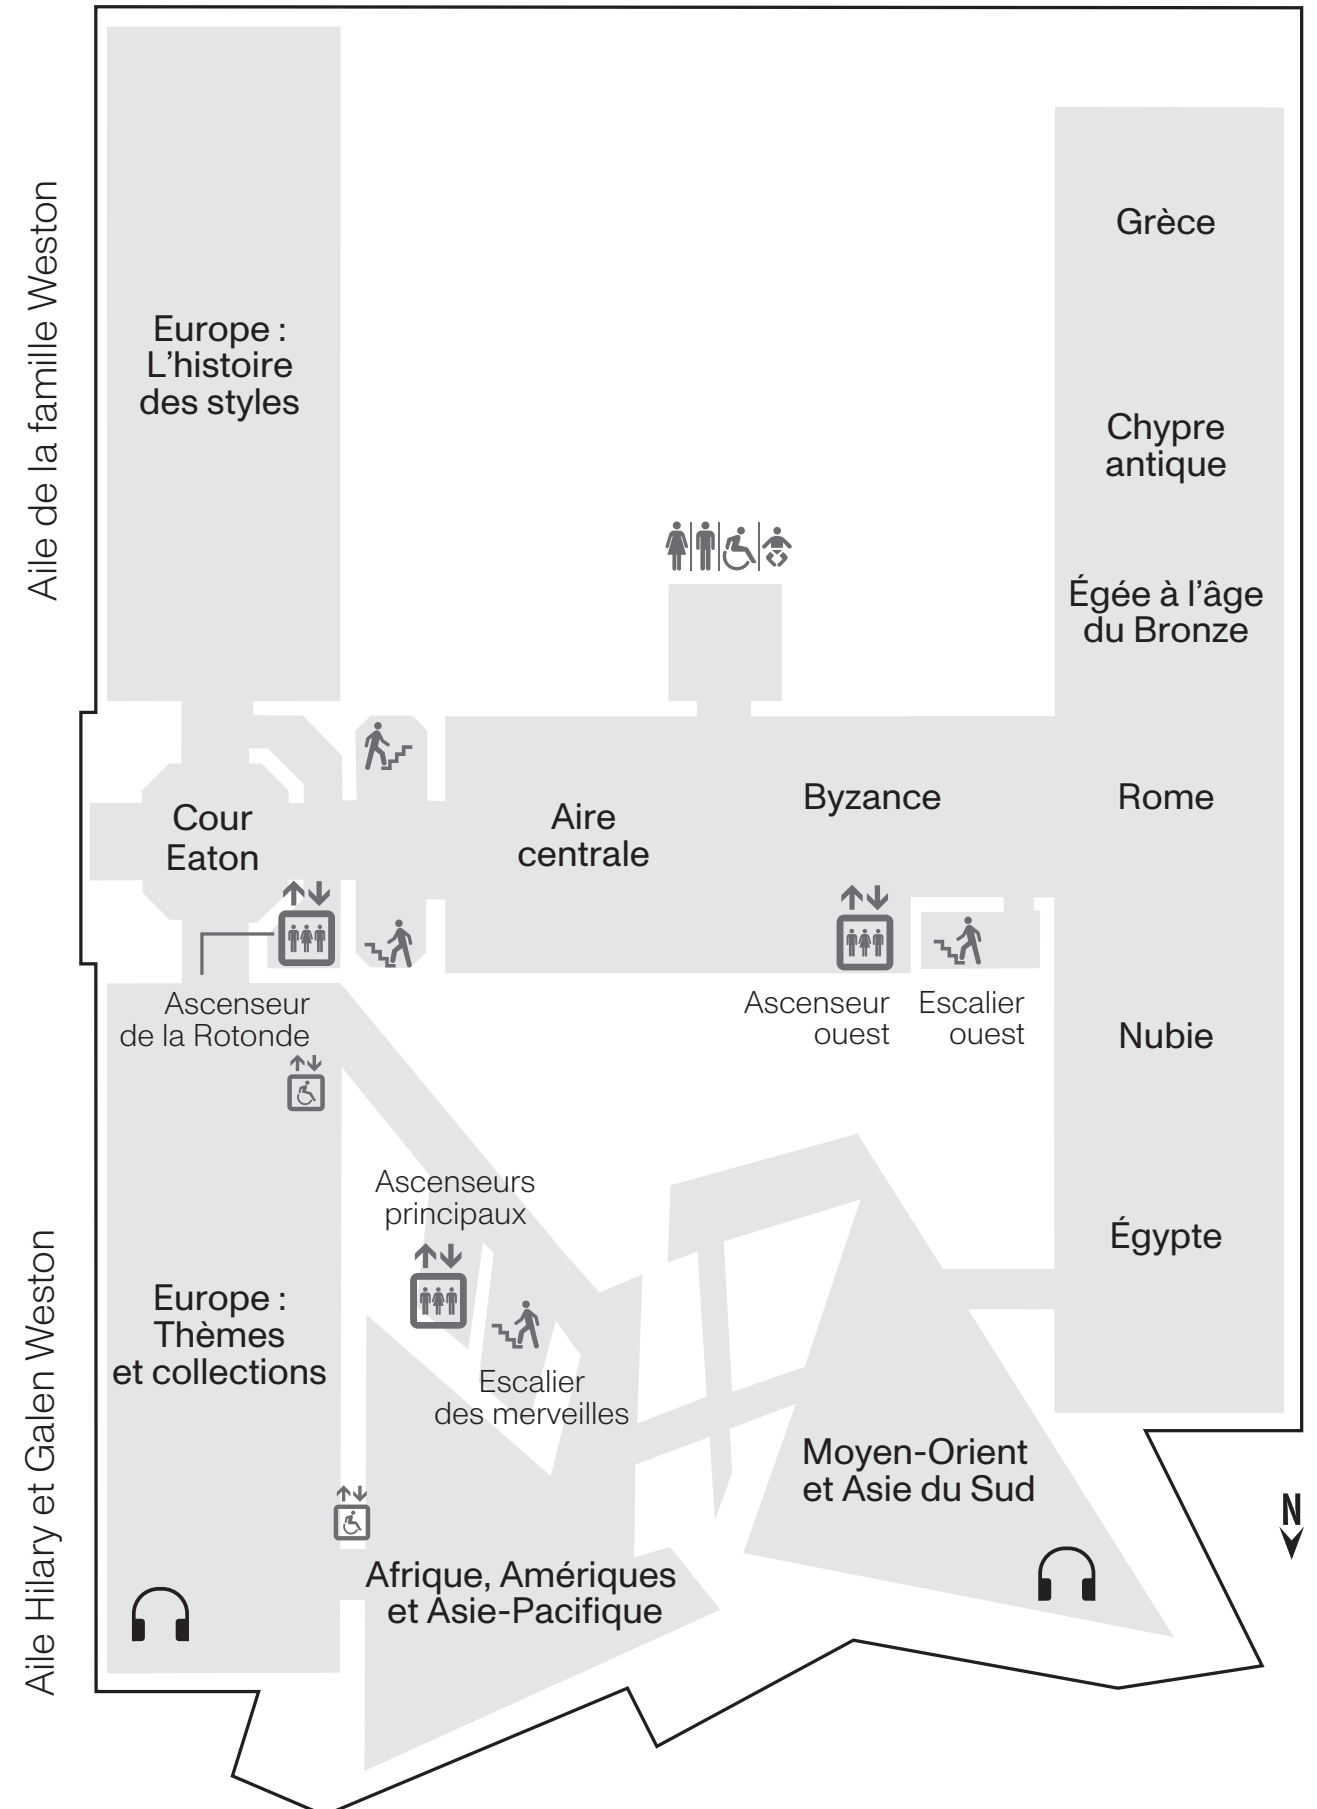 Aile de la famille Weston
Grèce
Europe :
L'histoire
des styles
Chypre
antique
Égée à l'âge
du Bronze
Cour
Eaton
Aire
centrale
Byzance
Rome
Ascenseur
de la Rotonde
Ascenseur
ouest
Escalier
ouest
Nubie
Ascenseurs
principaux
Égypte
Aile Hilary et Galen Weston
Europe :
Thèmes
et collections
Escalier
des merveilles
Moyen-Orient
et Asie du Sud
N
Afrique, Amériques
et Asie-Pacifique